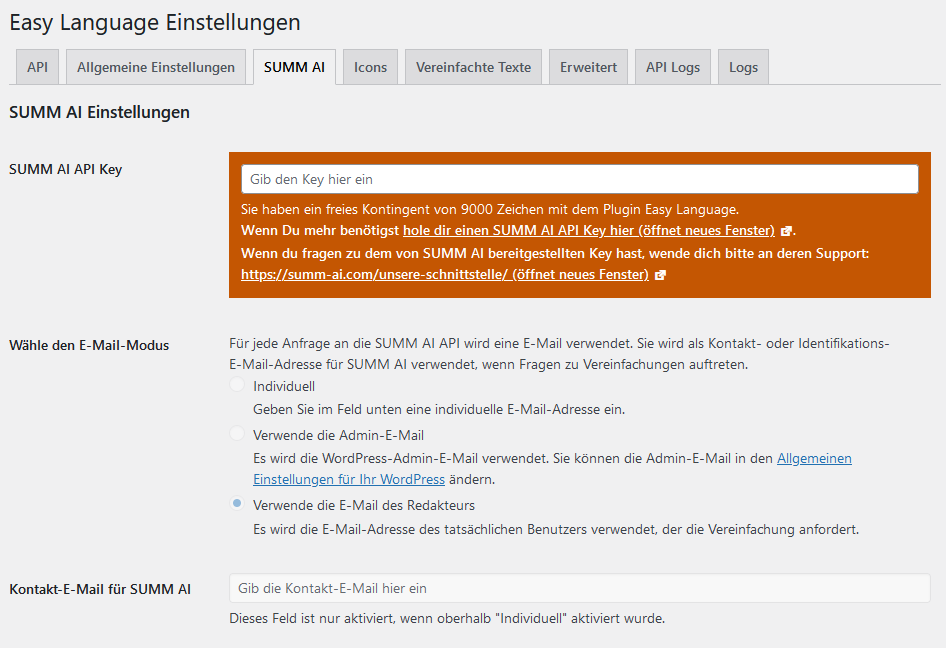 Easy Language Einstellungen
API
Allgemeine Einstellungen
SUMM AI
Icons
Vereinfachte Texte
Erweitert
API Logs
Logs
SUMM AI Einstellungen
SUMM AI API Key
Gib den Key hier ein
Sie haben ein freies Kontingent von 9000 Zeichen mit dem Plugin Easy Language.
Wenn Du mehr benötigst hole dir einen SUMM AI API Key hier (öffnet neues Fenster).
Wenn du fragen zu dem von SUMM AI bereitgestellten Key hast, wende dich bitte an deren Support:
https://summ-ai.com/unsere-schnittstelle/ (öffnet neues Fenster)
Wähle den E-Mail-Modus
Für jede Anfrage an die SUMM AI API wird eine E-Mail verwendet. Sie wird als Kontakt- oder Identifikations-
E-Mail-Adresse für SUMM AI verwendet, wenn Fragen zu Vereinfachungen auftreten.
Individuell
Geben Sie im Feld unten eine individuelle E-Mail-Adresse ein.
Verwende die Admin-E-Mail
Es wird die WordPress-Admin-E-Mail verwendet. Sie können die Admin-E-Mail in den Allgemeinen
Einstellungen für Ihr WordPress ändern.
Verwende die E-Mail des Redakteurs
Es wird die E-Mail-Adresse des tatsächlichen Benutzers verwendet, der die Vereinfachung anfordert.
Kontakt-E-Mail für SUMM AI
Gib die Kontakt-E-Mail hier ein
Dieses Feld ist nur aktiviert, wenn oberhalb "Individuell" aktiviert wurde.